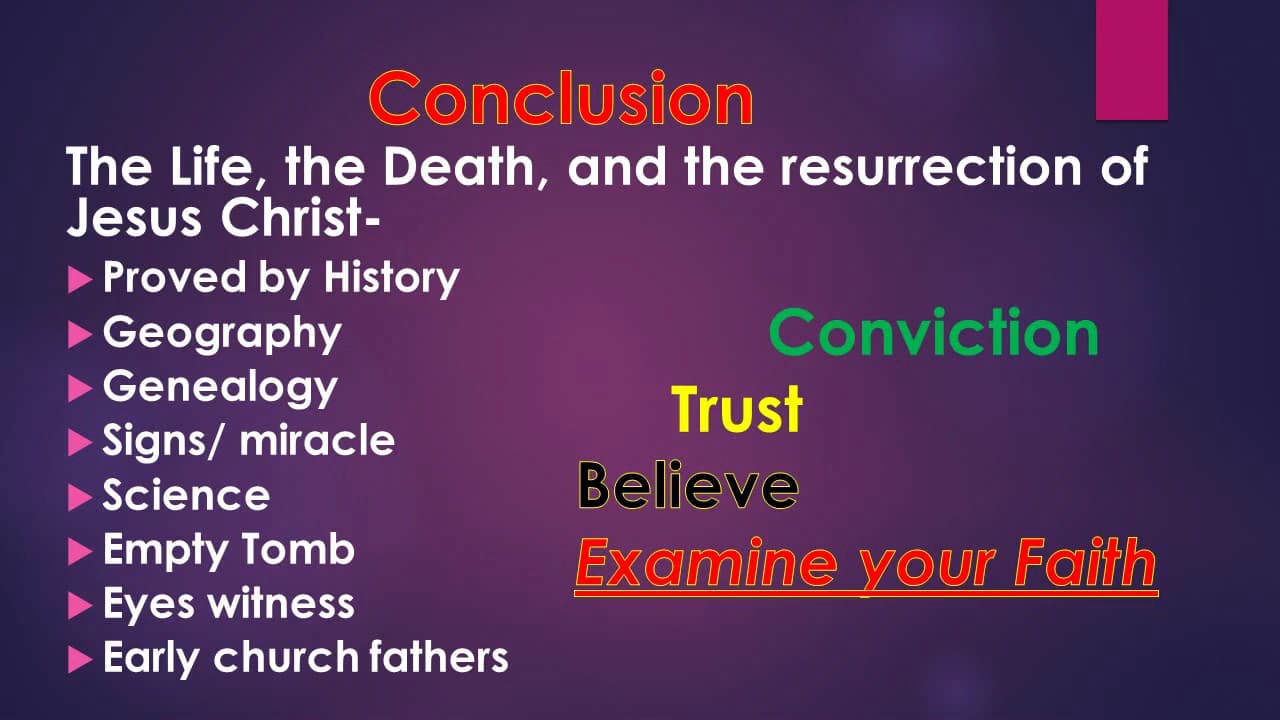 Conclusion
The Life, the Death, and the resurrection of
Jesus Christ-
Proved by History
Geography
Genealogy
Signs/ miracle
Science
Empty Tomb
Eyes witness
Early church fathers
Conviction
Trust
Believe
Examine your Faith